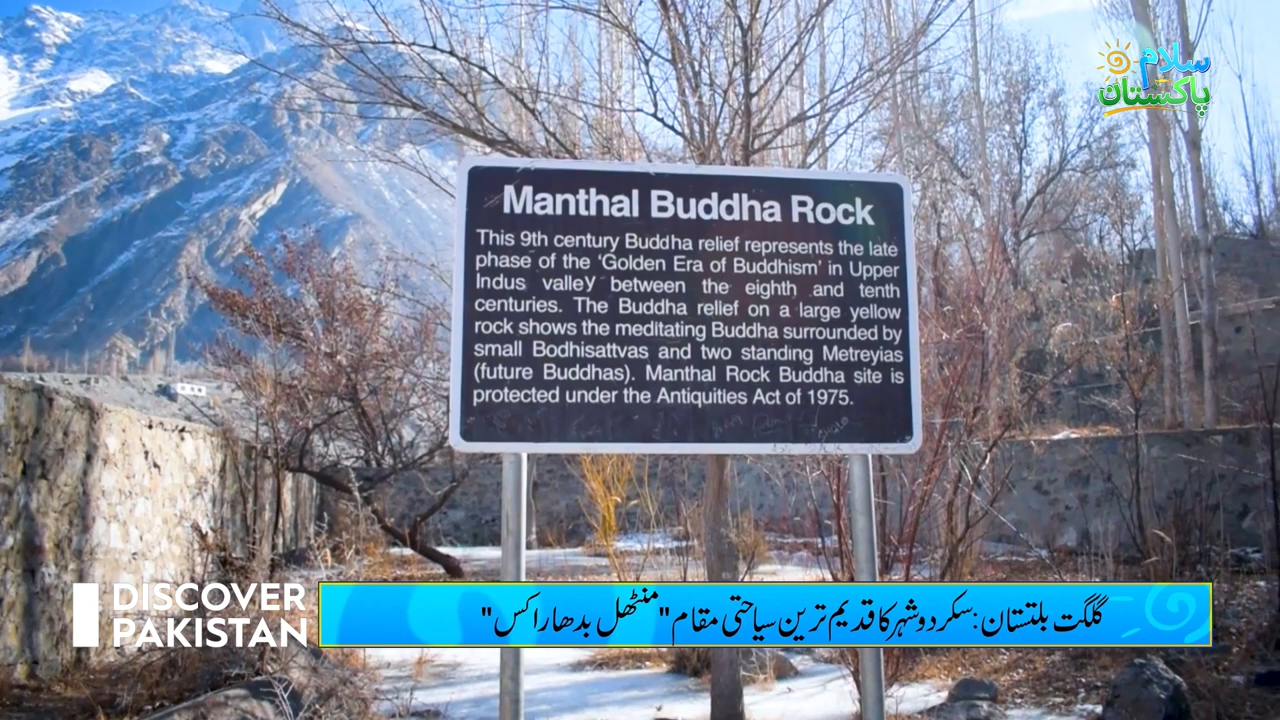 سلام
پاکستان
Manthal Buddha Rock
This 9th century Buddha relief represents the late
phase of the ‘Golden Era of Buddhism’ in Upper
Indus valley between the eighth and tenth
centuries. The Buddha relief on a large yellow
rock shows the meditating Buddha surrounded by
small Bodhisattvas and two standing Metreyias
(future Buddhas). Manthal Rock Buddha site is
protected under the Antiquities Act of 1975.
DISCOVER
PAKISTAN
گلگت بلتستان: سکردو شہر کا قدیم ترین سیاحتی مقام "منٹھل بدھا راکس"